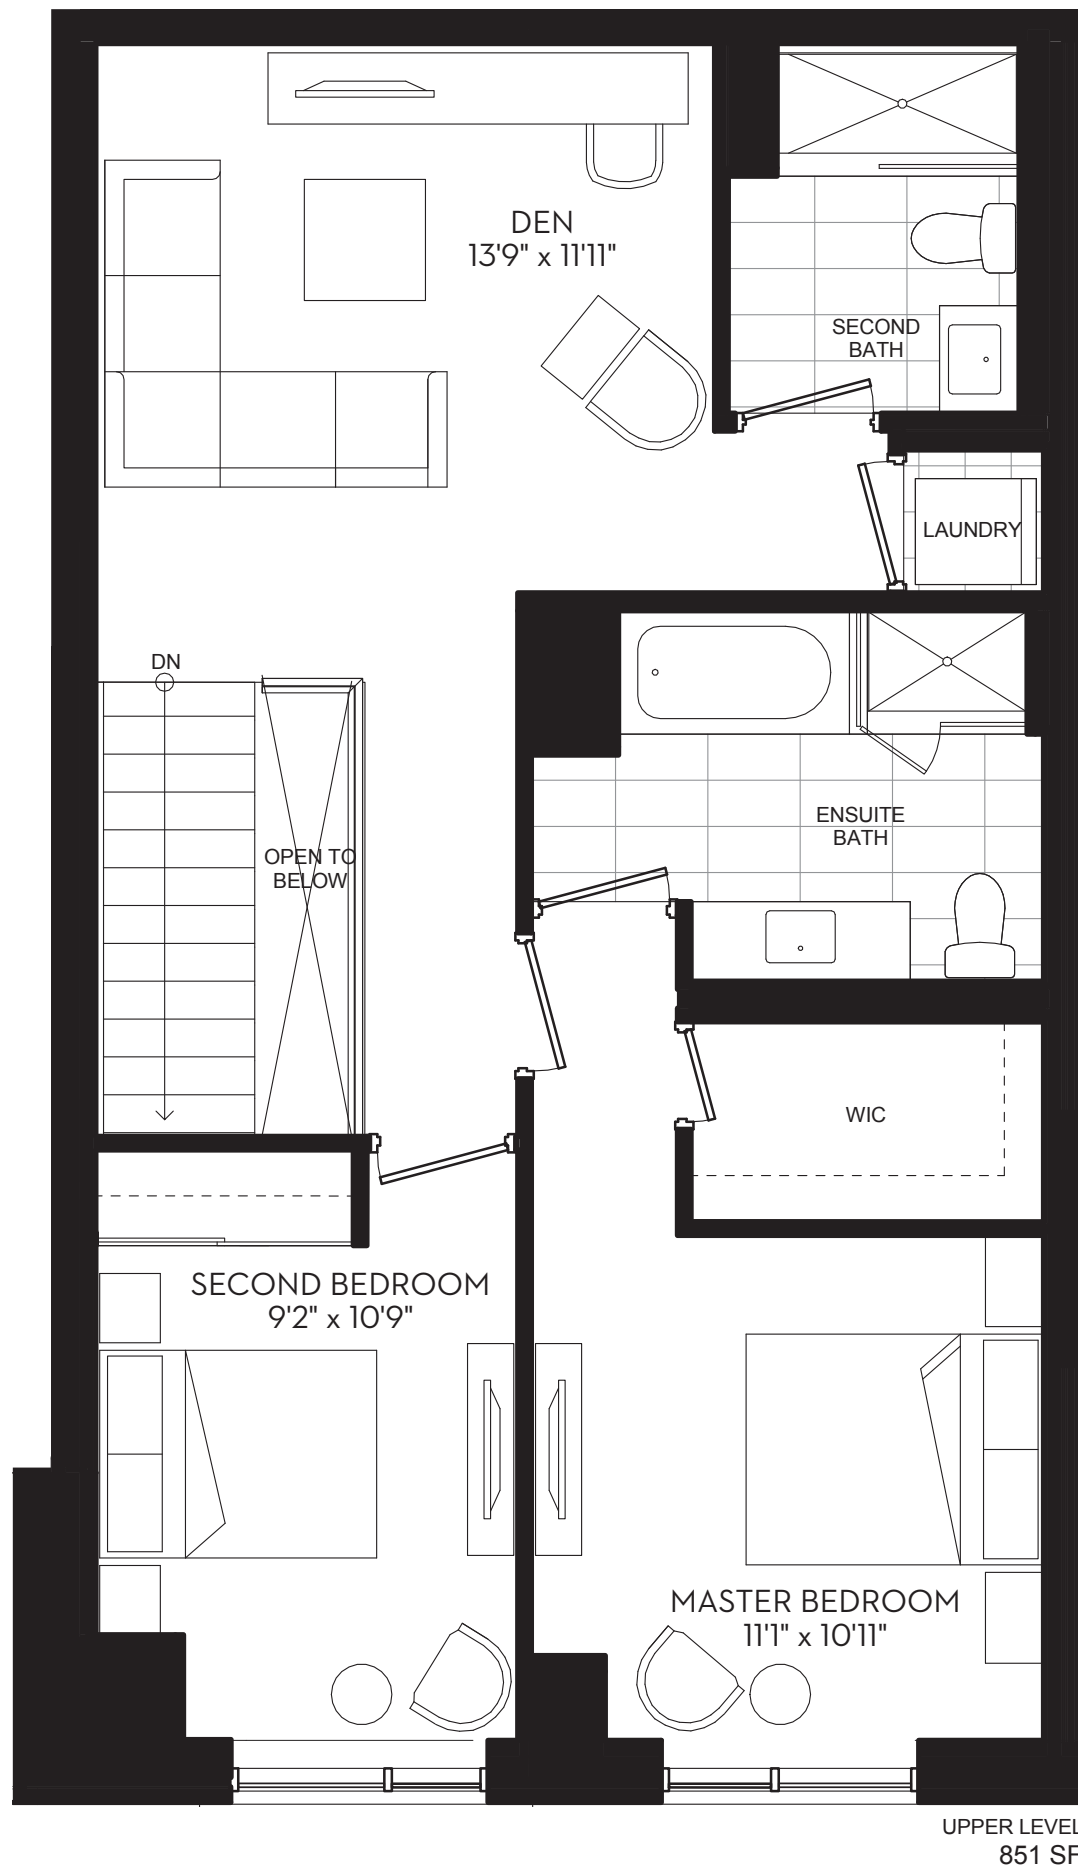 DEN
13'9" x 11'11"
SECOND
BATH
LAUNDRY
DN
OPEN TO
BELOW
ENSUITE
BATH
WIC
SECOND BEDROOM
9'2" x 10'9"
MASTER BEDROOM
11'1" x 10'11"
UPPER LEVEL
851 SF